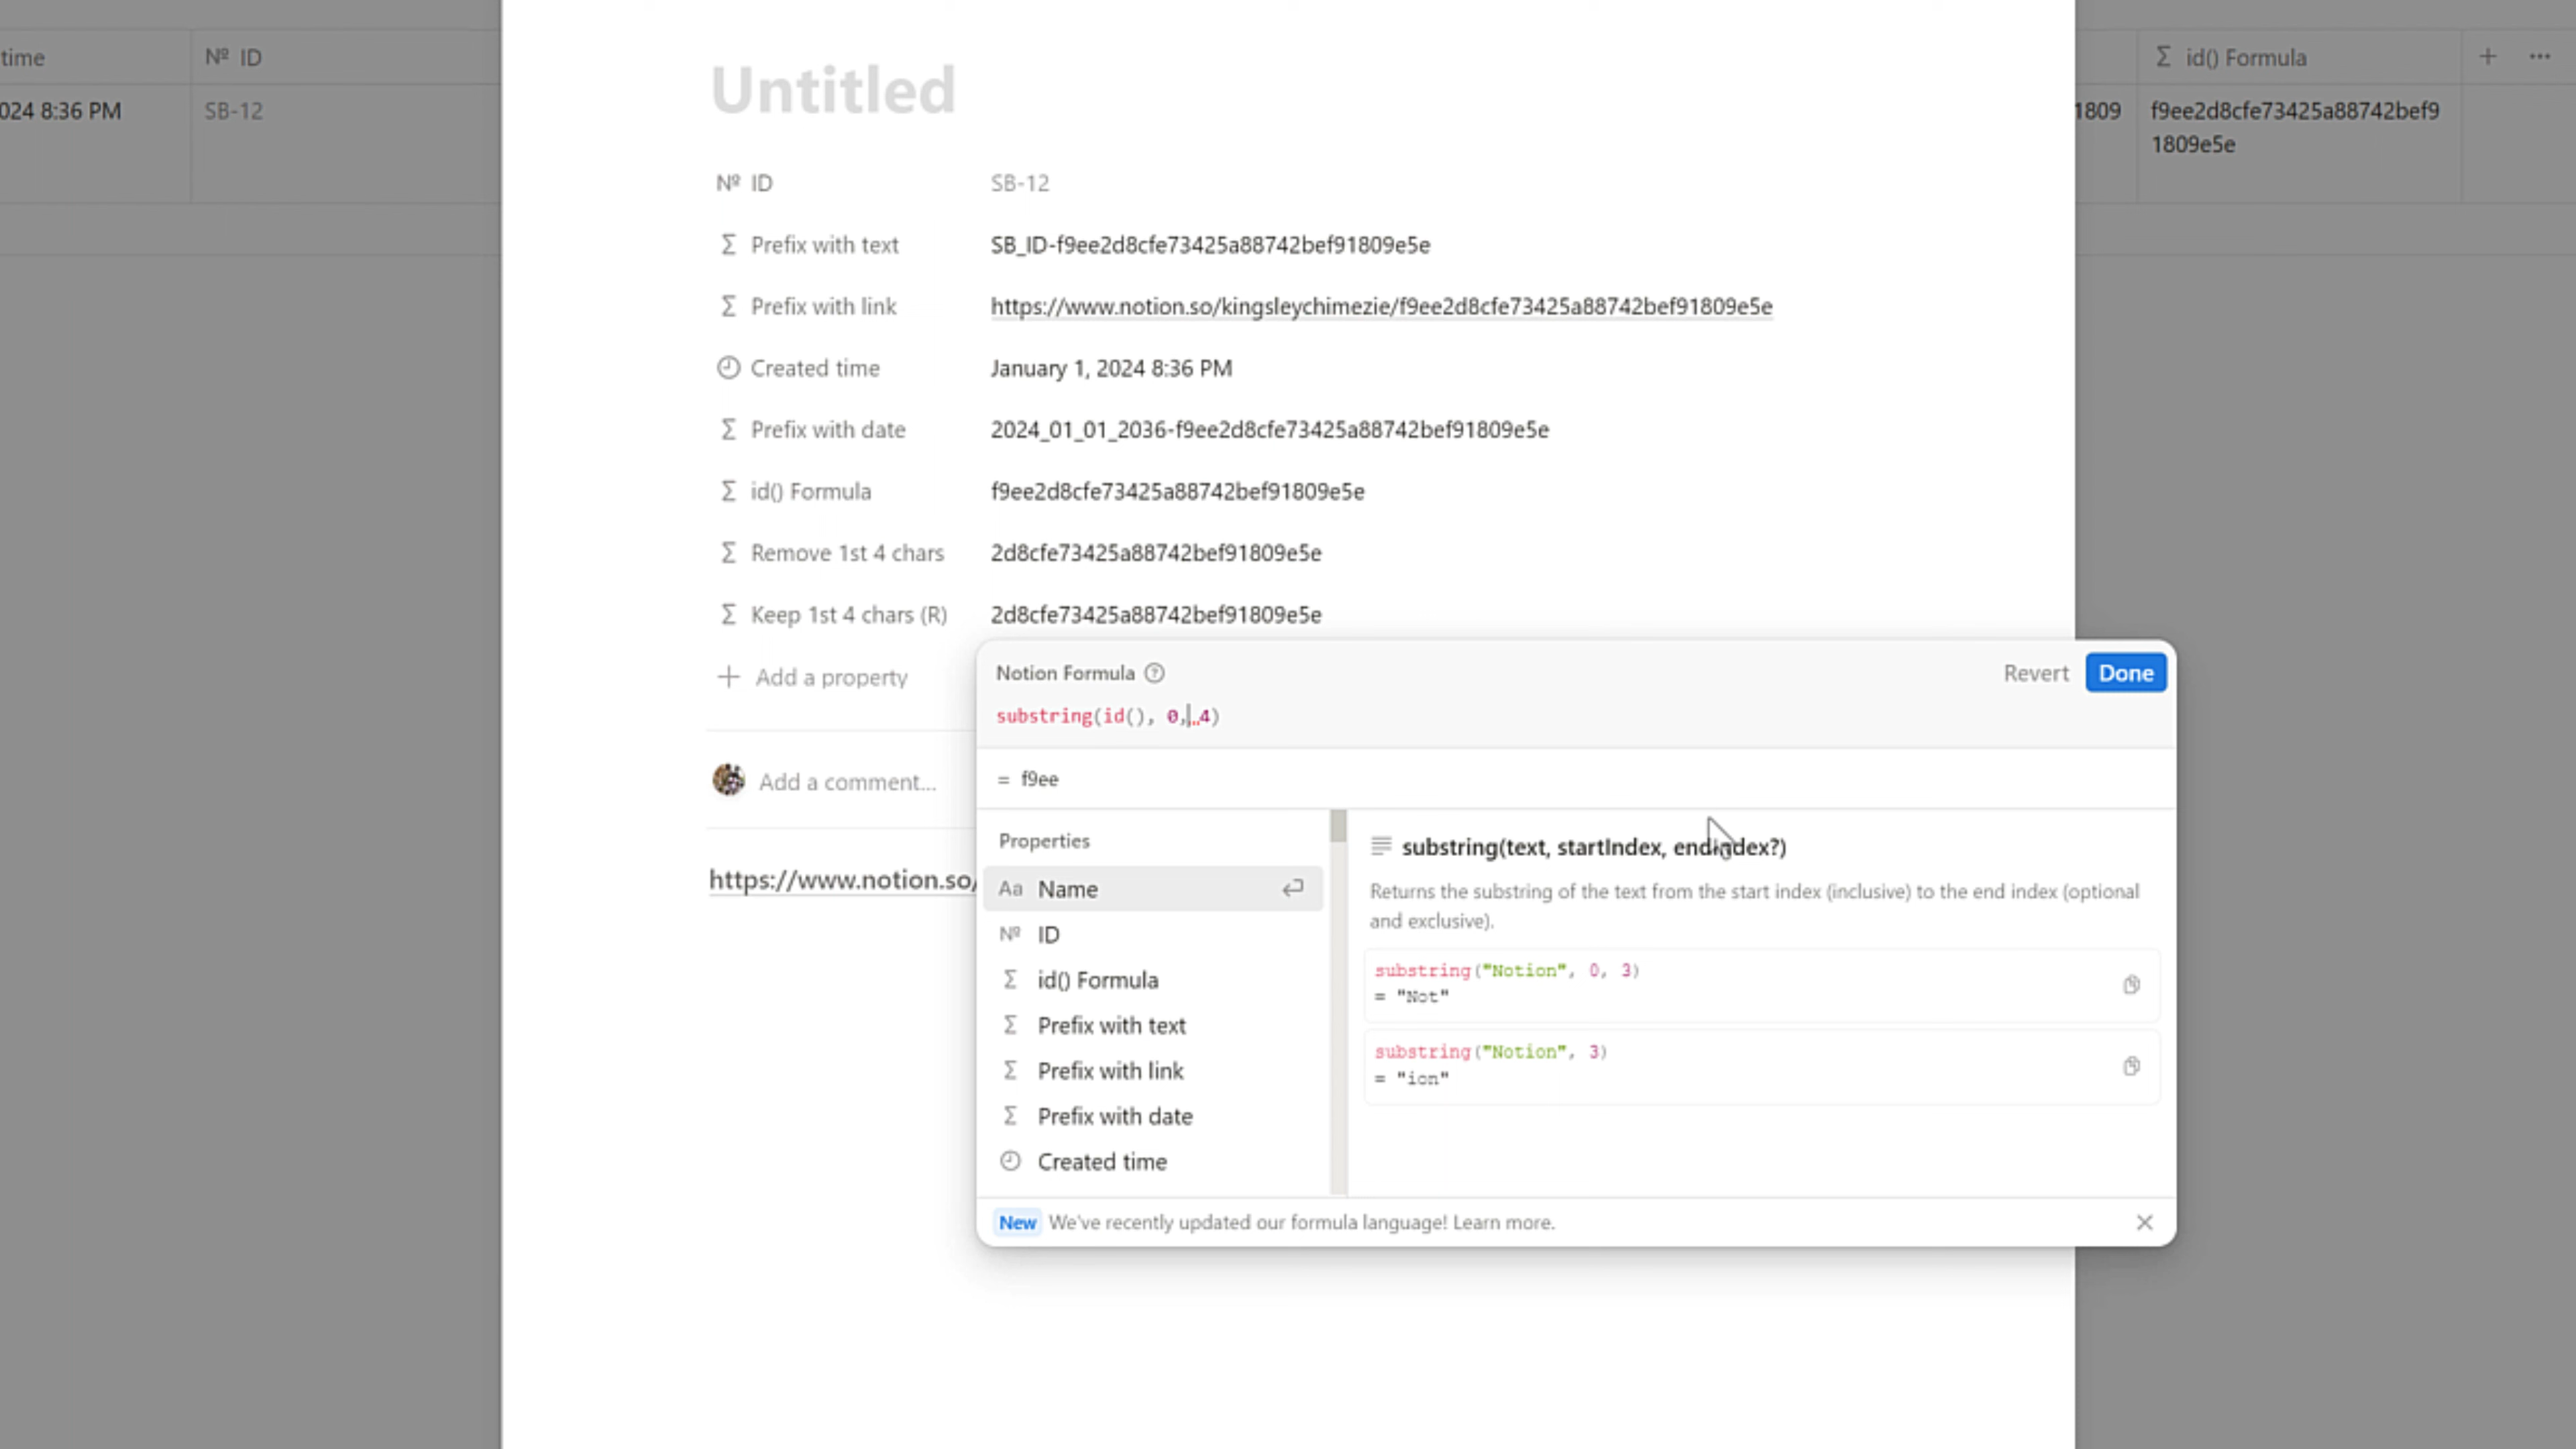 time
Nº ID
024 8:36 PM
SB-12
Untitled
Nº ID SB-12
Σ Prefix with text SB_ID-f9ee2d8cfe73425a88742bef91809e5e
Σ Prefix with link https://www.notion.so/kingsleychimezie/f9ee2d8cfe73425a88742bef91809e5e
Created time January 1, 2024 8:36 PM
Σ Prefix with date 2024_01_01_2036-f9ee2d8cfe73425a88742bef91809e5e
Σ id() Formula f9ee2d8cfe73425a88742bef91809e5e
Σ Remove 1st 4 chars 2d8cfe73425a88742bef91809e5e
Σ Keep 1st 4 chars (R) 2d8cfe73425a88742bef91809e5e
+ Add a property
Add a comment...
https://www.notion.so/
Σ id() Formula + ...
1809
f9ee2d8cfe73425a88742bef9
1809e5e
Notion Formula ? Revert Done
substring(id(), 0, 4)
= f9ee
Properties
Aa Name
Nº ID
Σ id() Formula
Σ Prefix with text
Σ Prefix with link
Σ Prefix with date
Created time
substring(text, startIndex, endIndex?)
Returns the substring of the text from the start index (inclusive) to the end index (optional
and exclusive).
substring("Notion", 0, 3)
= "Not"
substring("Notion", 3)
= "ion"
New We've recently updated our formula language! Learn more.